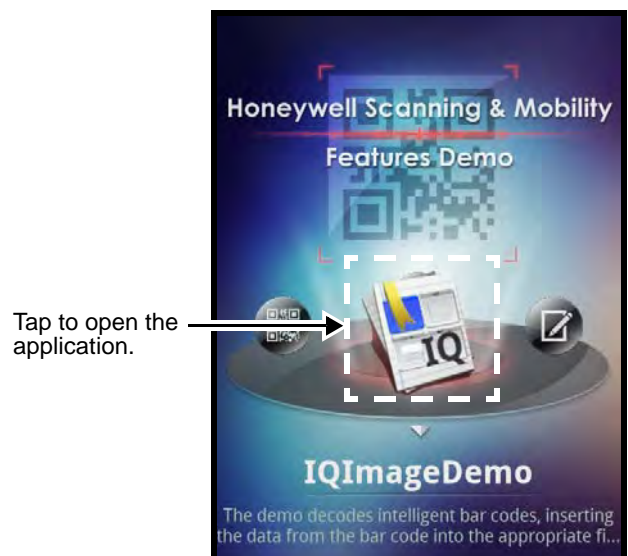 Honeywell Scanning & Mobility
Features Demo
Tap to open the
application.
IQ
IQImageDemo
The demo decodes intelligent bar codes, inserting
the data from the bar code into the appropriate fi...